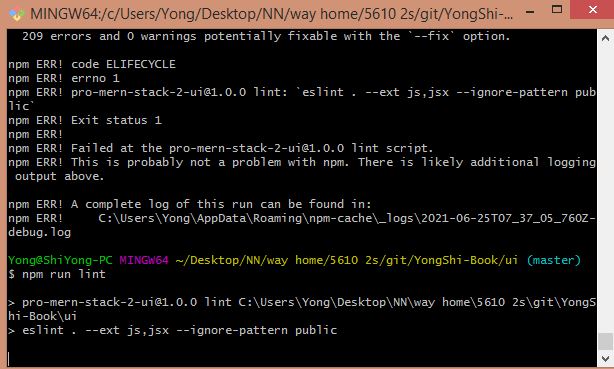 MINGW64:/c/Users/Yong/Desktop/NN/way home/5610 2s/git/YongShi-...
209 errors and 0 warnings potentially fixable with the `--fix` option.
npm ERR! code ELIFECYCLE
npm ERR! errno 1
npm ERR! pro-mern-stack-2-ui@1.0.0 lint: `eslint . --ext js,jsx --ignore-pattern pub
lic`
npm ERR! Exit status 1
npm ERR!
npm ERR! Failed at the pro-mern-stack-2-ui@1.0.0 lint script.
npm ERR! This is probably not a problem with npm. There is likely additional logging
output above.
npm ERR! A complete log of this run can be found in:
npm ERR!     C:\Users\Yong\AppData\Roaming\npm-cache\_logs\2021-06-25T07_37_05_760Z-
debug.log
Yong@ShiYong-PC MINGW64 ~/Desktop/NN/way home/5610 2s/git/YongShi-Book/ui (master)
$ npm run lint
> pro-mern-stack-2-ui@1.0.0 lint C:\Users\Yong\Desktop\NN\way home\5610 2s\git\YongS
hi-Book\ui
> eslint . --ext js,jsx --ignore-pattern public